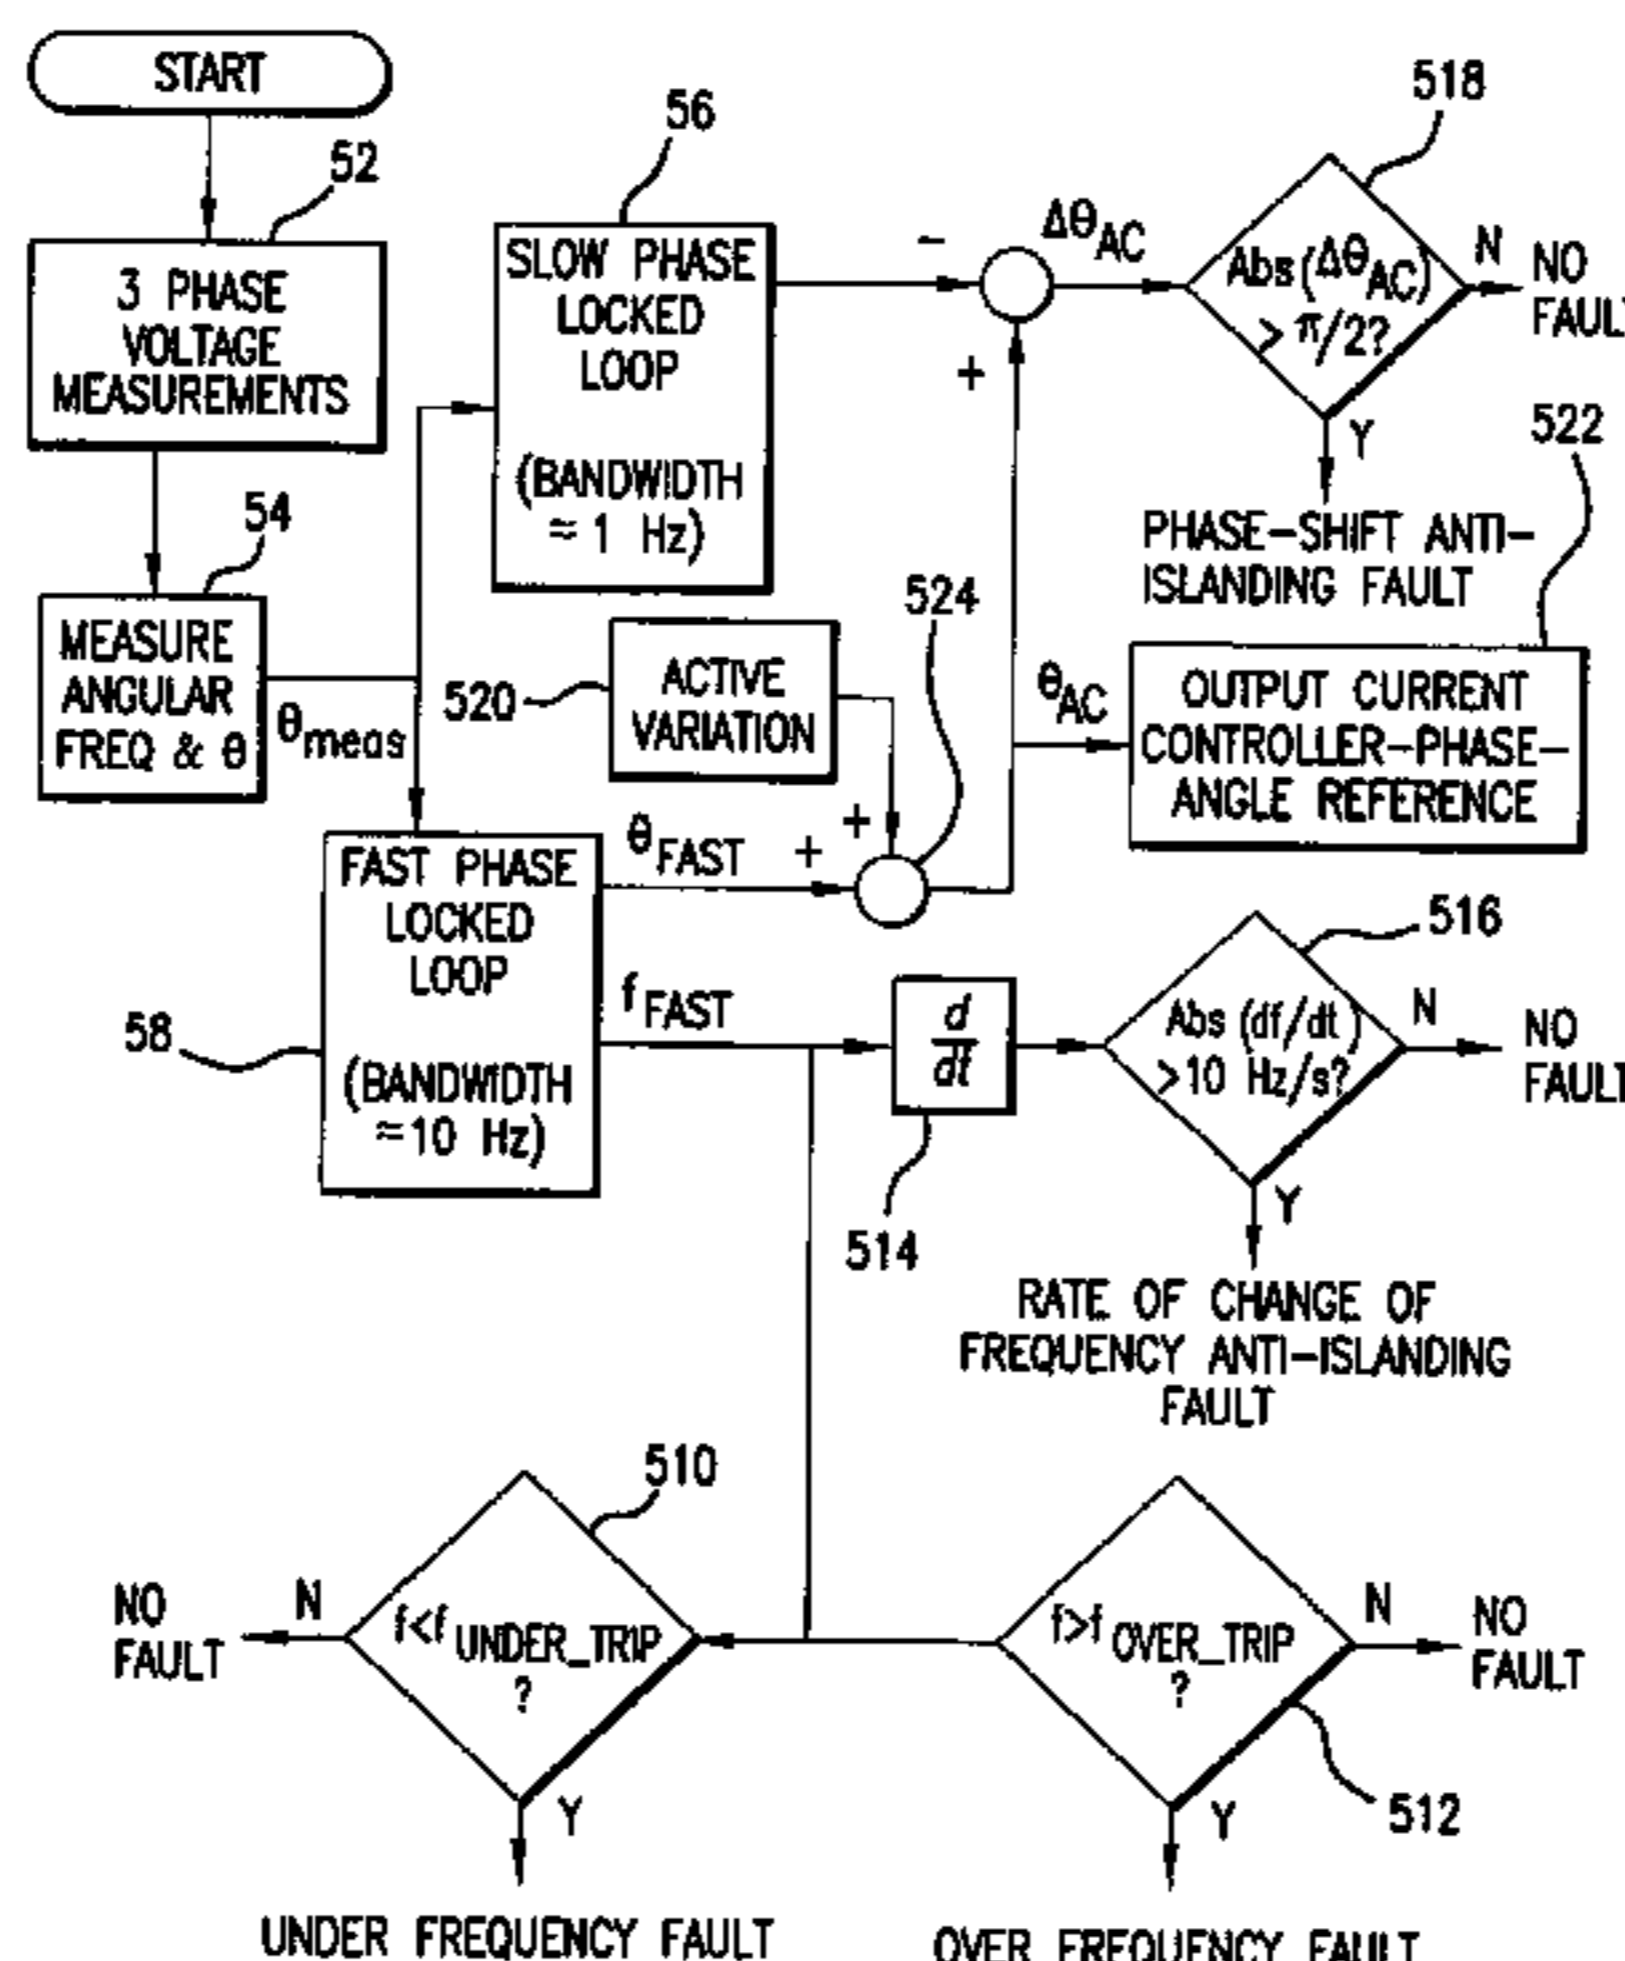 START
52
3 PHASE
VOLTAGE
MEASUREMENTS
54
MEASURE
ANGULAR
FREQ & θ
θmeas
56
SLOW PHASE
LOCKED
LOOP
(BANDWIDTH
≈ 1 Hz)
-
+
ΔθAC
518
Abs(ΔθAC)
> π/2?
N
NO
FAULT
Y
PHASE-SHIFT ANTI-
ISLANDING FAULT
522
OUTPUT CURRENT
CONTROLLER-PHASE-
ANGLE REFERENCE
θAC
524
520
ACTIVE
VARIATION
+
+
θFAST
58
FAST PHASE
LOCKED
LOOP
(BANDWIDTH
≈10 Hz)
fFAST
d
dt
514
516
Abs (df/dt)
>10 Hz/s?
N
NO
FAULT
Y
RATE OF CHANGE OF
FREQUENCY ANTI-ISLANDING
FAULT
510
f<fUNDER_TRIP
?
N
NO
FAULT
Y
UNDER FREQUENCY FAULT
f>fOVER_TRIP
?
N
NO
FAULT
512
Y
OVER FREQUENCY FAULT